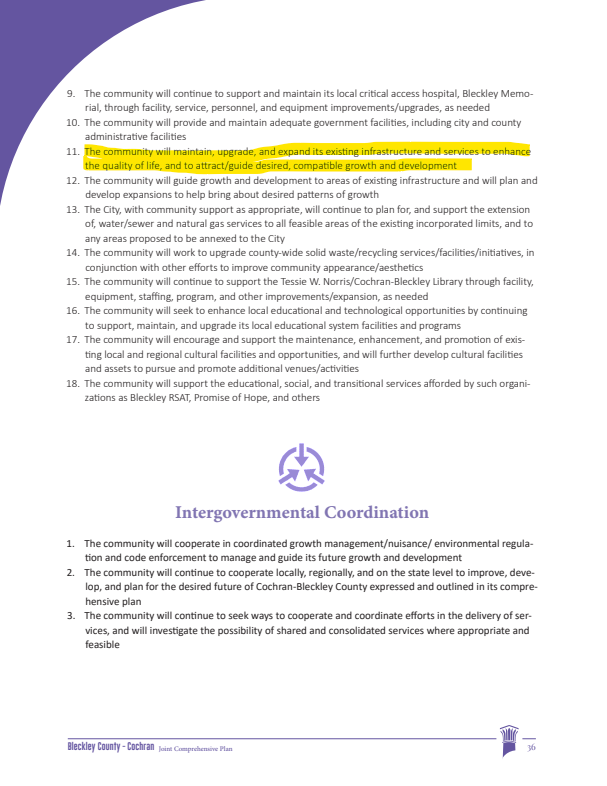 9. The community will continue to support and maintain its local critical access hospital, Bleckley Memo-
rial, through facility, service, personnel, and equipment improvements/upgrades, as needed
10. The community will provide and maintain adequate government facilities, including city and county
administrative facilities
11. The community will maintain, upgrade, and expand its existing infrastructure and services to enhance
the quality of life, and to attract/guide desired, compatible growth and development
12. The community will guide growth and development to areas of existing infrastructure and will plan and
develop expansions to help bring about desired patterns of growth
13. The City, with community support as appropriate, will continue to plan for, and support the extension
of, water/sewer and natural gas services to all feasible areas of the existing incorporated limits, and to
any areas proposed to be annexed to the City
14. The community will work to upgrade county-wide solid waste/recycling services/facilities/initiatives, in
conjunction with other efforts to improve community appearance/aesthetics
15. The community will continue to support the Tessie W. Norris/Cochran-Bleckley Library through facility,
equipment, staffing, program, and other improvements/expansion, as needed
16. The community will seek to enhance local educational and technological opportunities by continuing
to support, maintain, and upgrade its local educational system facilities and programs
17. The community will encourage and support the maintenance, enhancement, and promotion of exis-
ting local and regional cultural facilities and opportunities, and will further develop cultural facilities
and assets to pursue and promote additional venues/activities
18. The community will support the educational, social, and transitional services afforded by such organi-
zations as Bleckley RSAT, Promise of Hope, and others
Intergovernmental Coordination
1. The community will cooperate in coordinated growth management/nuisance/ environmental regula-
tion and code enforcement to manage and guide its future growth and development
2. The community will continue to cooperate locally, regionally, and on the state level to improve, deve-
lop, and plan for the desired future of Cochran-Bleckley County expressed and outlined in its compre-
hensive plan
3. The community will continue to seek ways to cooperate and coordinate efforts in the delivery of ser-
vices, and will investigate the possibility of shared and consolidated services where appropriate and
feasible
Bleckley County - Cochran Joint Comprehensive Plan 36